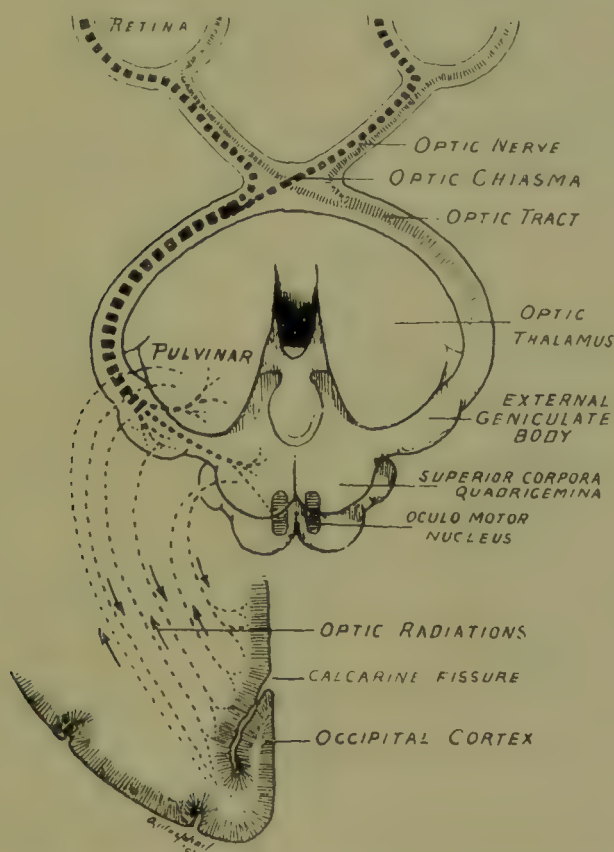 RETINA
OPTIC NERVE
OPTIC CHIASMA
OPTIC TRACT
OPTIC
THALAMUS
PULVINAR
EXTERNAL
GENICULATE
BODY
SUPERIOR CORPORA
QUADRIGEMINA
OCULO MOTOR
NUCLEUS
OPTIC RADIATIONS
CALCARINE FISSURE
OCCIPITAL CORTEX